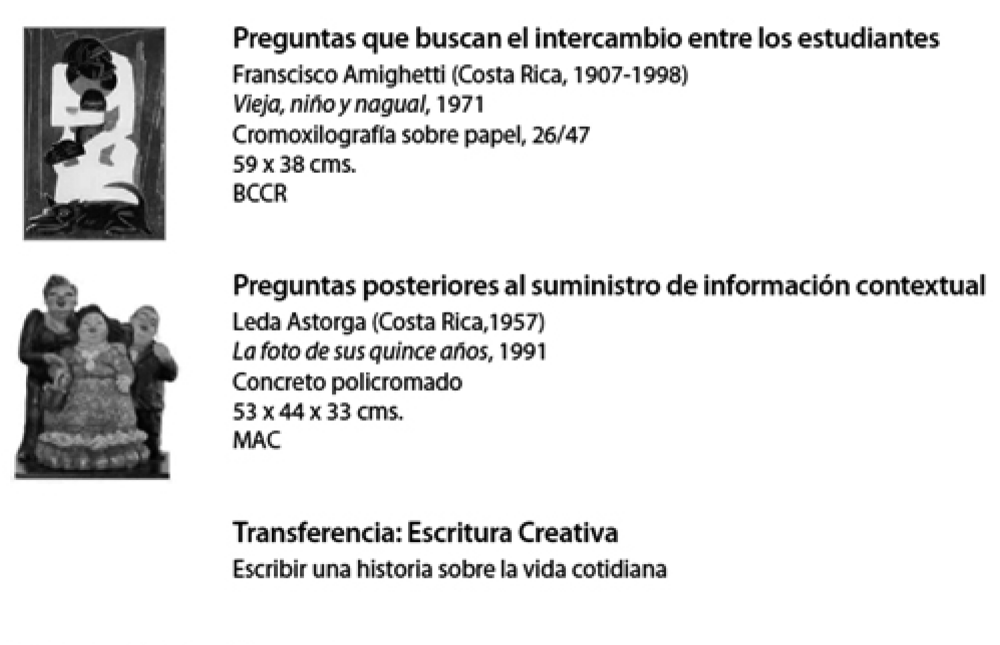 Preguntas que buscan el intercambio entre los estudiantes
Franscisco Amighetti (Costa Rica, 1907-1998)
Vieja, niño y nagual, 1971
Cromoxilografía sobre papel, 26/47
59 x 38 cms.
BCCR
Preguntas posteriores al suministro de información contextual
Leda Astorga (Costa Rica,1957)
La foto de sus quince años, 1991
Concreto policromado
53 x 44 x 33 cms.
MAC
Transferencia: Escritura Creativa
Escribir una historia sobre la vida cotidiana